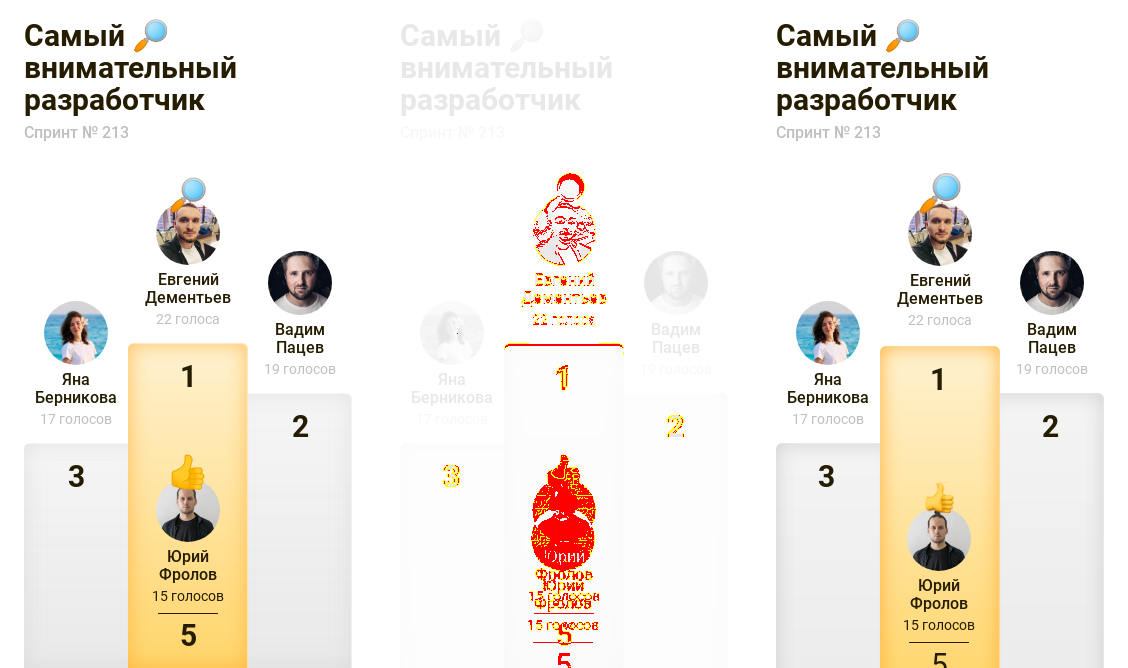 Самый 🔎
внимательный
разработчик
Спринт № 213
Евгений
Дементьев
22 голоса
Вадим
Пацев
19 голосов
Яна
Берникова
17 голосов
1
2
3
👍
Юрий
Фролов
15 голосов
5
Самый 🔎
внимательный
разработчик
Спринт № 213
Евгений
Дементьев
22 голоса
Вадим
Пацев
19 голосов
Яна
Берникова
17 голосов
1
2
3
Юрий
Фролов
Юрий
Фролов
15 голосов
15 голосов
5
5
Самый 🔎
внимательный
разработчик
Спринт № 213
Евгений
Дементьев
22 голоса
Вадим
Пацев
19 голосов
Яна
Берникова
17 голосов
1
2
3
Юрий
Фролов
15 голосов
5